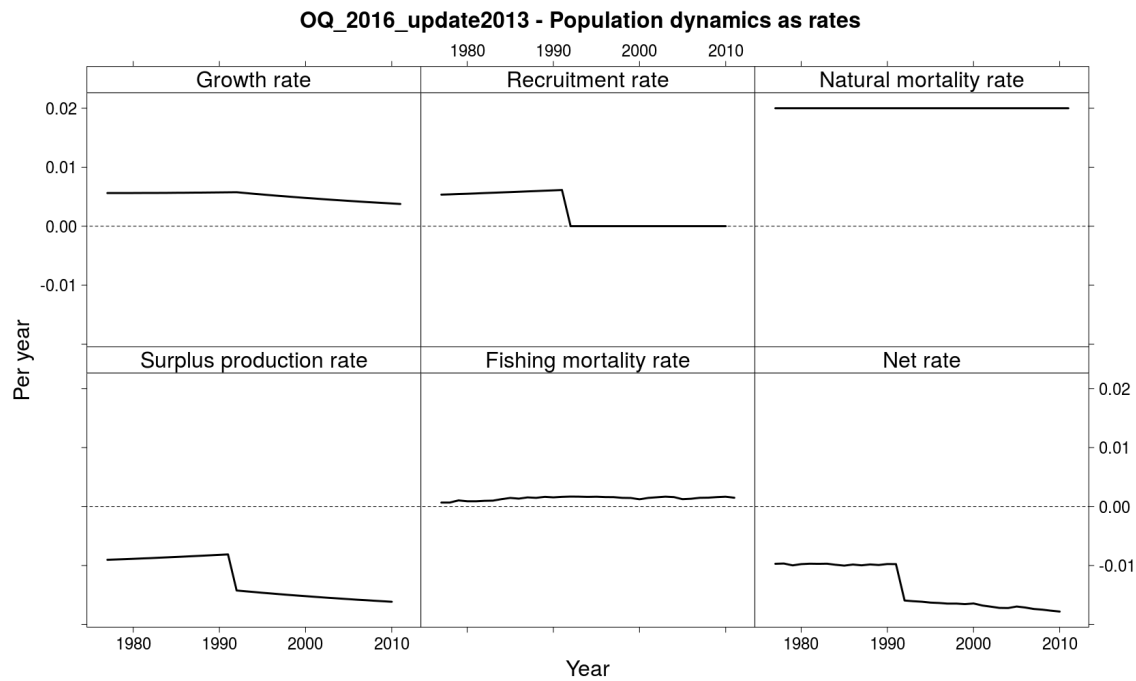 OQ_2016_update2013 - Population dynamics as rates
1980 1990 2000 2010
Growth rate Recruitment rate Natural mortality rate
0.02
0.01
0.00
-0.01
Per year
Surplus production rate Fishing mortality rate Net rate
0.02
0.01
0.00
-0.01
1980 1990 2000 2010 1980 1990 2000 2010
Year